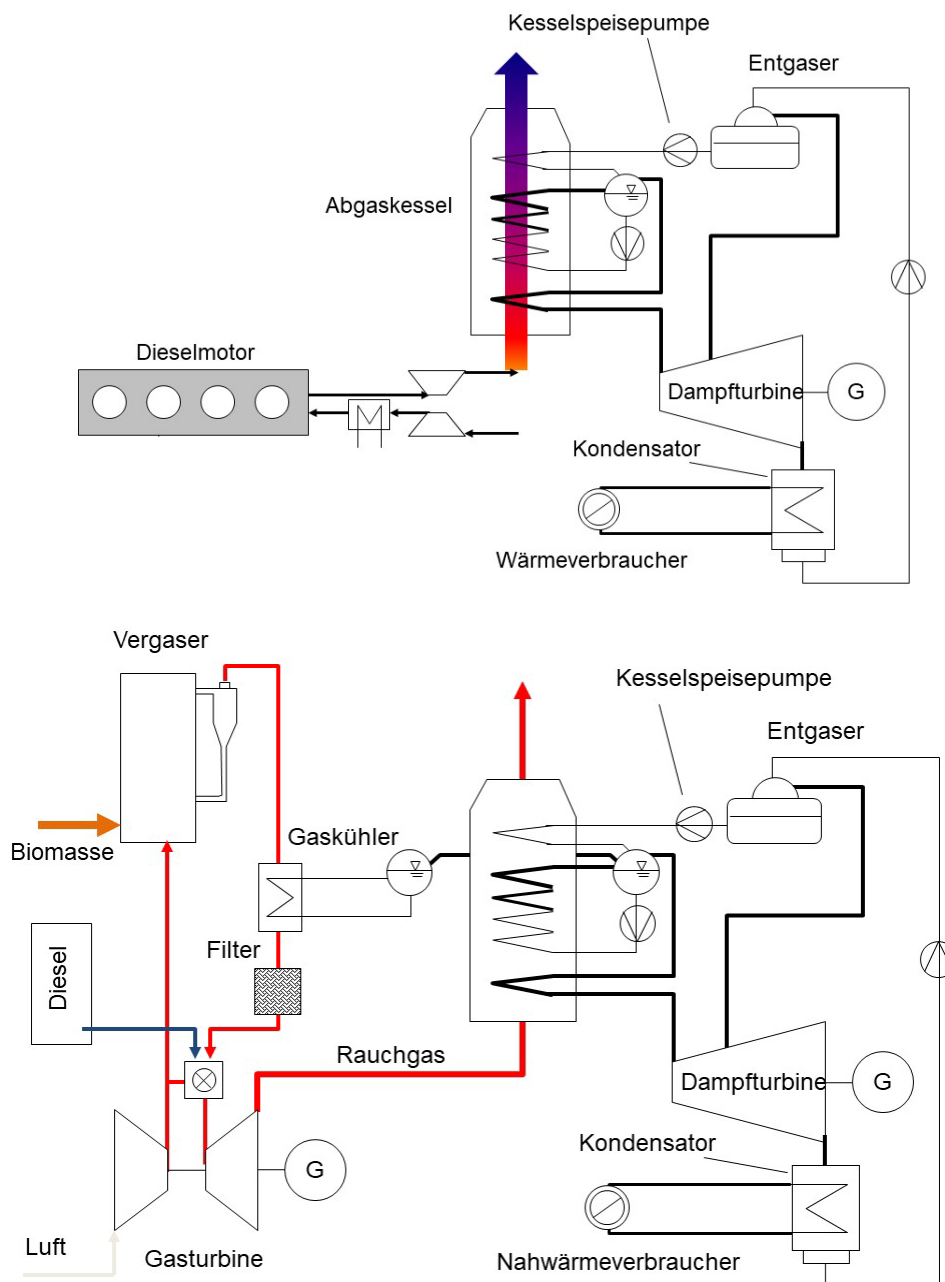 Kesselspeisepumpe
Entgaser
Abgaskessel
Dieselmotor
Dampfturbine
G
Kondensator
Wärmeverbraucher
Vergaser
Kesselspeisepumpe
Entgaser
Biomasse
Gaskühler
Filter
Diesel
Rauchgas
Dampfturbine
G
Kondensator
G
Luft
Gasturbine
Nahwärmeverbraucher